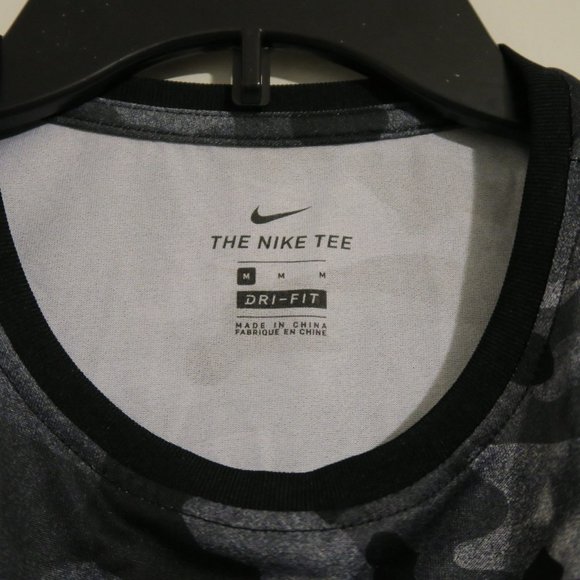 THE NIKE TEE
M M M
DRI-FIT
MADE IN CHINA
FABRIQUE EN CHINE